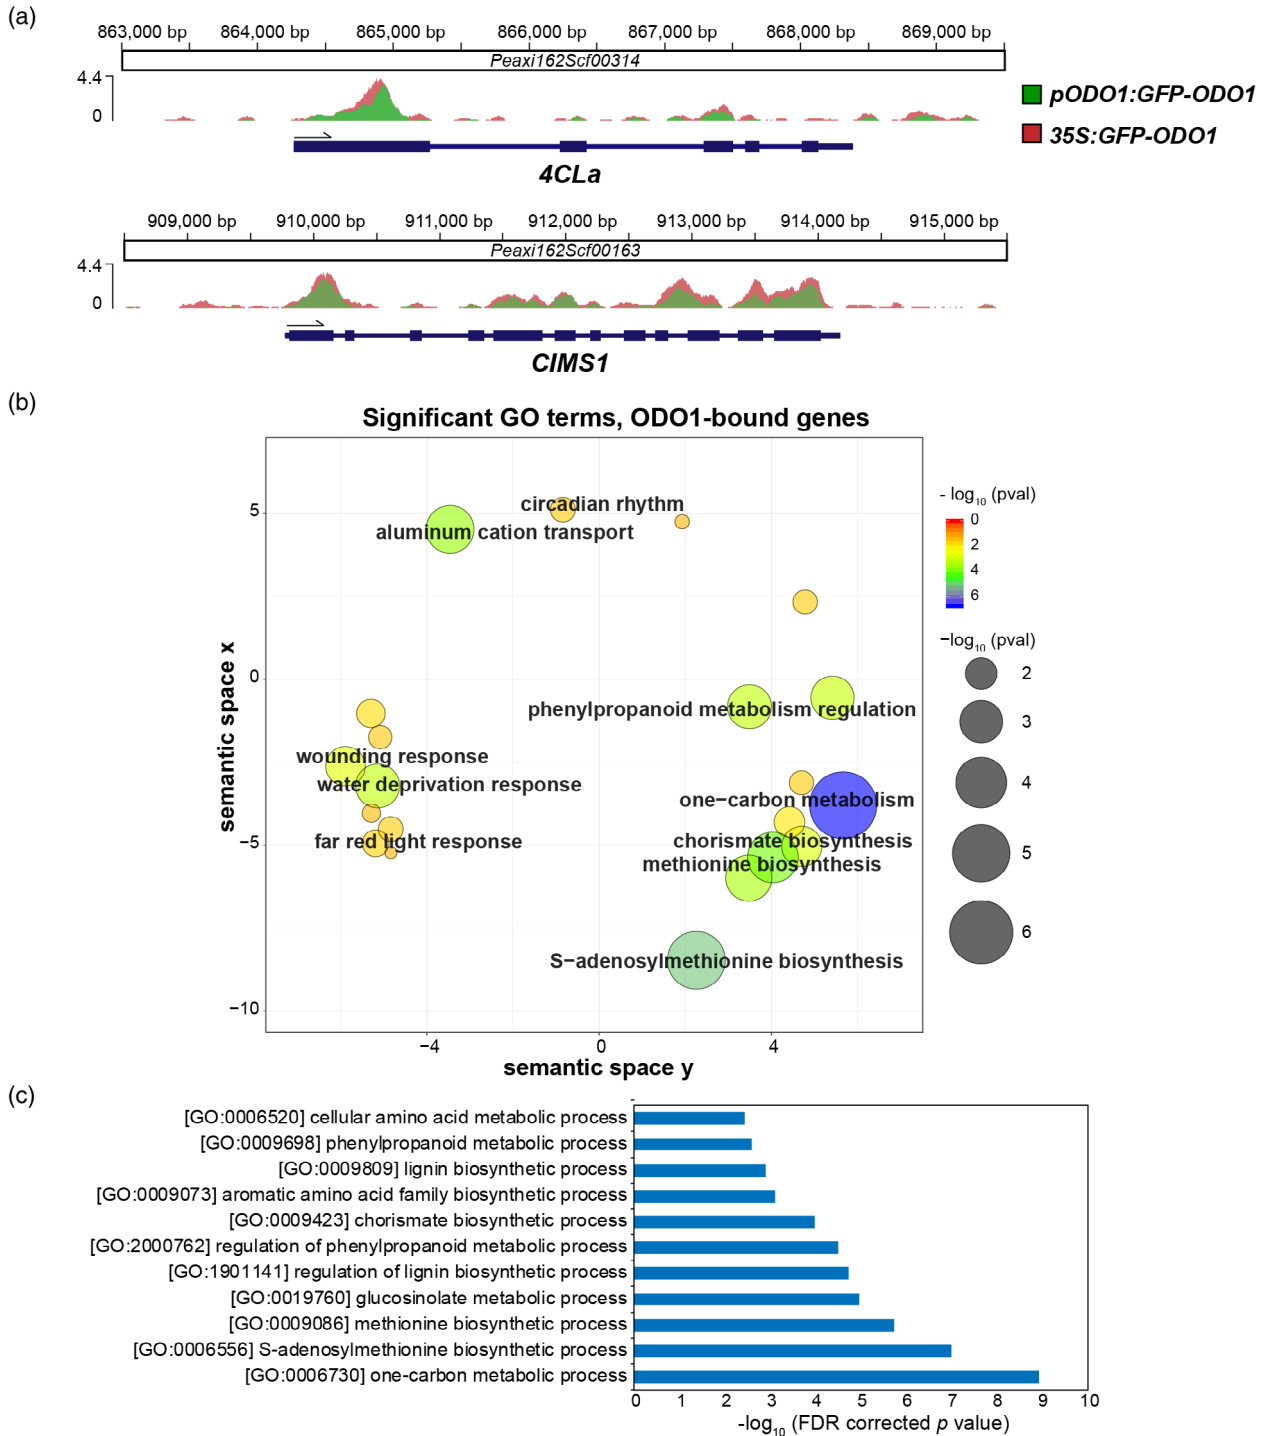 (a)
863,000 bp 864,000 bp 865,000 bp 866,000 bp 867,000 bp 868,000 bp 869,000 bp
Peaxi162Scf00314
4.4
0
pODO1:GFP-ODO1
35S:GFP-ODO1
4CLa
909,000 bp 910,000 bp 911,000 bp 912,000 bp 913,000 bp 914,000 bp 915,000 bp
Peaxi162Scf00163
4.4
0
CIMS1
(b)
Significant GO terms, ODO1-bound genes
5
0
−5
−10
semantic space x
circadian rhythm
aluminum cation transport
phenylpropanoid metabolism regulation
wounding response
water deprivation response
one−carbon metabolism
far red light response
chorismate biosynthesis
methionine biosynthesis
S−adenosylmethionine biosynthesis
−4 0 4
semantic space y
- log10 (pval)
0
2
4
6
−log10 (pval)
2
3
4
5
6
(c)
[GO:0006520] cellular amino acid metabolic process
[GO:0009698] phenylpropanoid metabolic process
[GO:0009809] lignin biosynthetic process
[GO:0009073] aromatic amino acid family biosynthetic process
[GO:0009423] chorismate biosynthetic process
[GO:2000762] regulation of phenylpropanoid metabolic process
[GO:1901141] regulation of lignin biosynthetic process
[GO:0019760] glucosinolate metabolic process
[GO:0009086] methionine biosynthetic process
[GO:0006556] S-adenosylmethionine biosynthetic process
[GO:0006730] one-carbon metabolic process
0 1 2 3 4 5 6 7 8 9 10
-log10 (FDR corrected p value)